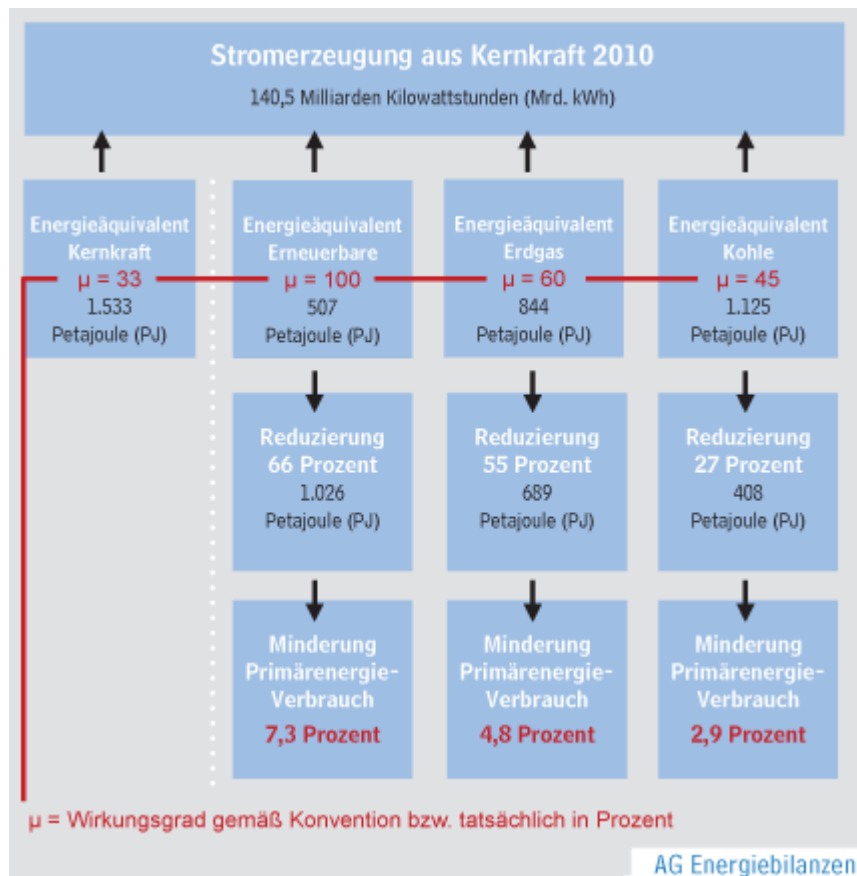 Stromerzeugung aus Kernkraft 2010
140,5 Milliarden Kilowattstunden (Mrd. kWh)
Energieäquivalent
Kernkraft
μ = 33
1.533
Petajoule (PJ)
Energieäquivalent
Erneuerbare
μ = 100
507
Petajoule (PJ)
Energieäquivalent
Erdgas
μ = 60
844
Petajoule (PJ)
Energieäquivalent
Kohle
μ = 45
1.125
Petajoule (PJ)
Reduzierung
66 Prozent
1.026
Petajoule (PJ)
Reduzierung
55 Prozent
689
Petajoule (PJ)
Reduzierung
27 Prozent
408
Petajoule (PJ)
Minderung
Primärenergie-
Verbrauch
7,3 Prozent
Minderung
Primärenergie-
Verbrauch
4,8 Prozent
Minderung
Primärenergie-
Verbrauch
2,9 Prozent
μ = Wirkungsgrad gemäß Konvention bzw. tatsächlich in Prozent
AG Energiebilanzen